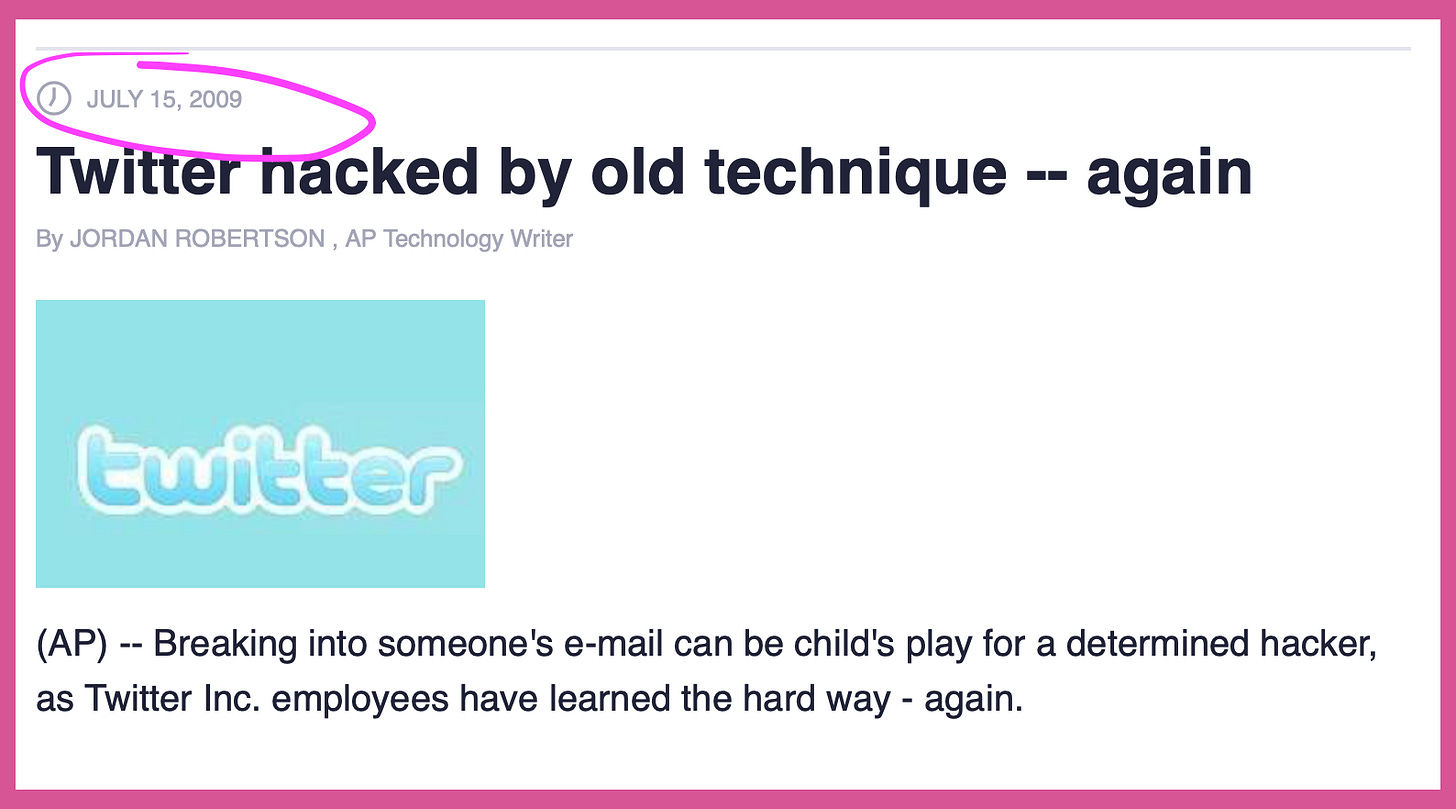 JULY 15, 2009
Twitter hacked by old technique -- again
By JORDAN ROBERTSON , AP Technology Writer
twitter
(AP) -- Breaking into someone's e-mail can be child's play for a determined hacker,
as Twitter Inc. employees have learned the hard way - again.